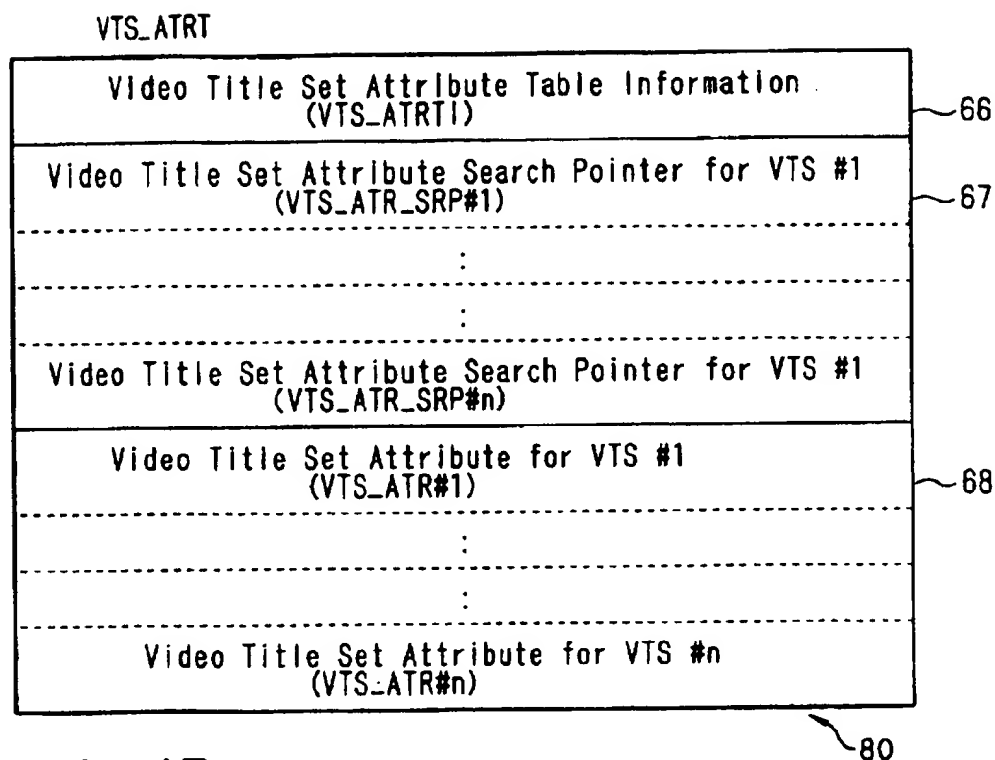 VTS_ATRT
Video Title Set Attribute Table Information
(VTS_ATRTI)
66
Video Title Set Attribute Search Pointer for VTS #1
(VTS_ATR_SRP#1)
67
:
:
Video Title Set Attribute Search Pointer for VTS #1
(VTS_ATR_SRP#n)
Video Title Set Attribute for VTS #1
(VTS_ATR#1)
68
:
:
Video Title Set Attribute for VTS #n
(VTS_ATR#n)
80